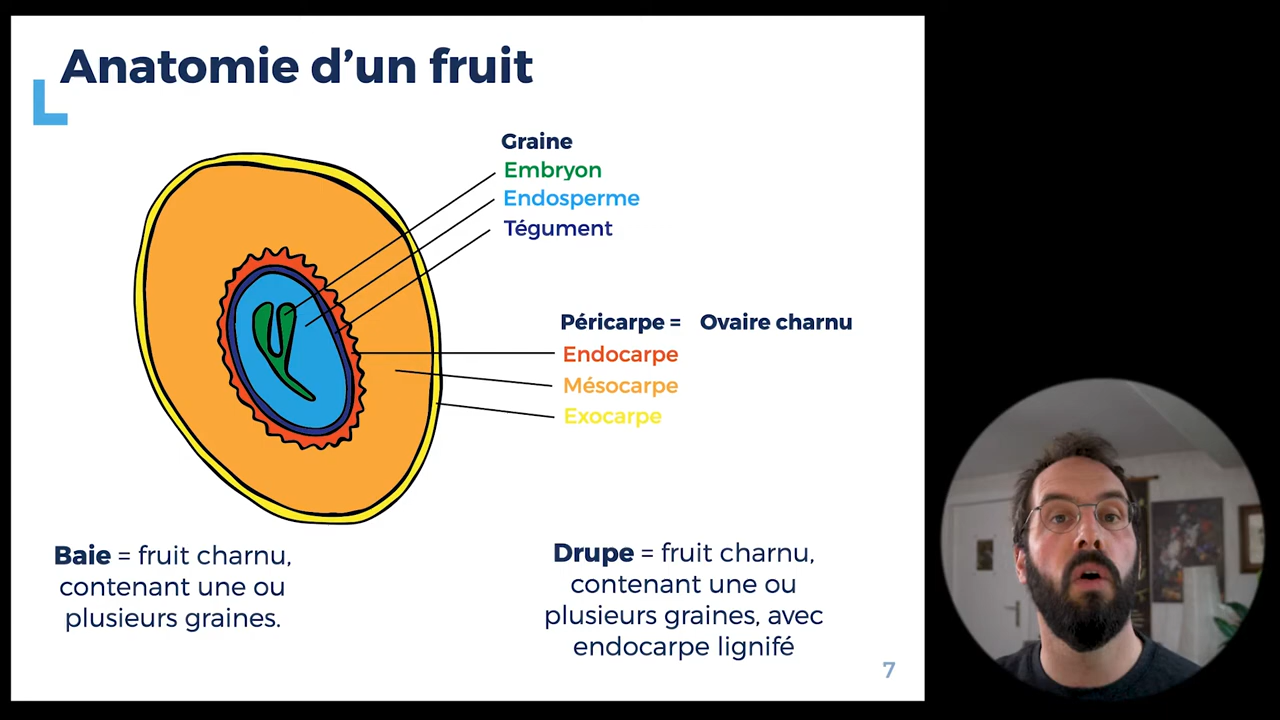 Anatomie d’un fruit
Graine
Embryon
Endosperme
Tégument
Péricarpe = Ovaire charnu
Endocarpe
Mésocarpe
Exocarpe
Baie = fruit charnu,
contenant une ou
plusieurs graines.
Drupe = fruit charnu,
contenant une ou
plusieurs graines, avec
endocarpe lignifé
7